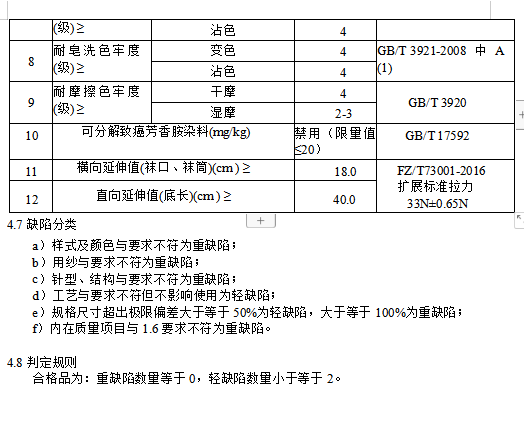 (级)≥ 沾色 4
8 耐皂洗色牢度(级)≥ 变色 4 GB/T 3921-2008 中 A(1)
沾色 4
9 耐摩擦色牢度(级)≥ 干摩 4 GB/T 3920
湿摩 2-3
10 可分解致癌芳香胺染料(mg/kg) 禁用（限量值≤20） GB/T 17592
11 横向延伸值(袜口、袜筒)(cm)≥ 18.0 FZ/T73001-2016 扩展标准拉力 33N±0.65N
12 直向延伸值(底长)(cm)≥ 40.0
4.7 缺陷分类
a）样式及颜色与要求不符为重缺陷；
b）用纱与要求不符为重缺陷；
c）针型、结构与要求不符为重缺陷；
d）工艺与要求不符但不影响使用为轻缺陷；
e）规格尺寸超出极限偏差大于等于 50%为轻缺陷，大于等于 100%为重缺陷；
f）内在质量项目与 1.6 要求不符为重缺陷。
4.8 判定规则
合格品为：重缺陷数量等于 0，轻缺陷数量小于等于 2。